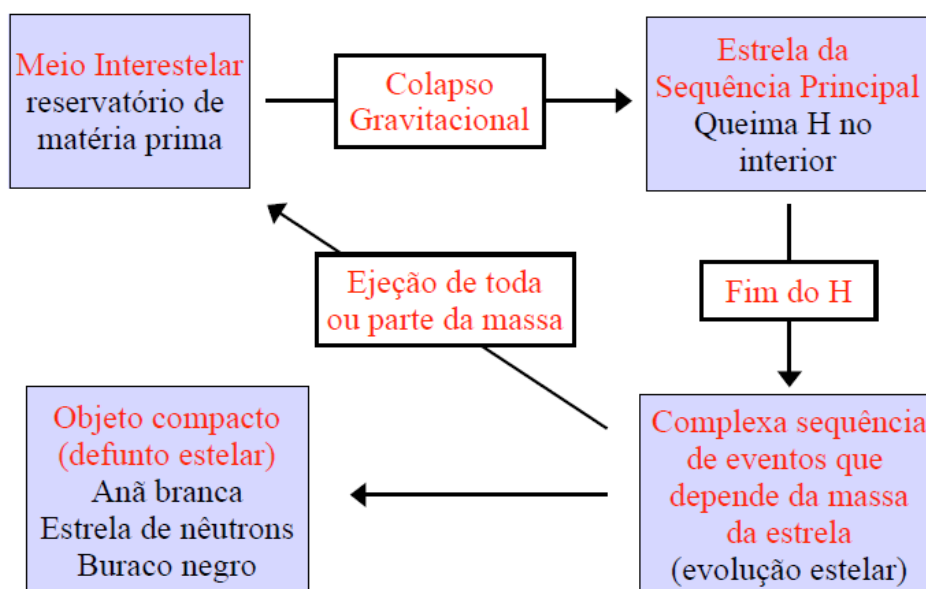 Meio Interestelar
reservatório de
matéria prima
Colapso
Gravitacional
Estrela da
Sequência Principal
Queima H no
interior
Fim do H
Ejeção de toda
ou parte da massa
Objeto compacto
(defunto estelar)
Anã branca
Estrela de nêutrons
Buraco negro
Complexa sequência
de eventos que
depende da massa
da estrela
(evolução estelar)